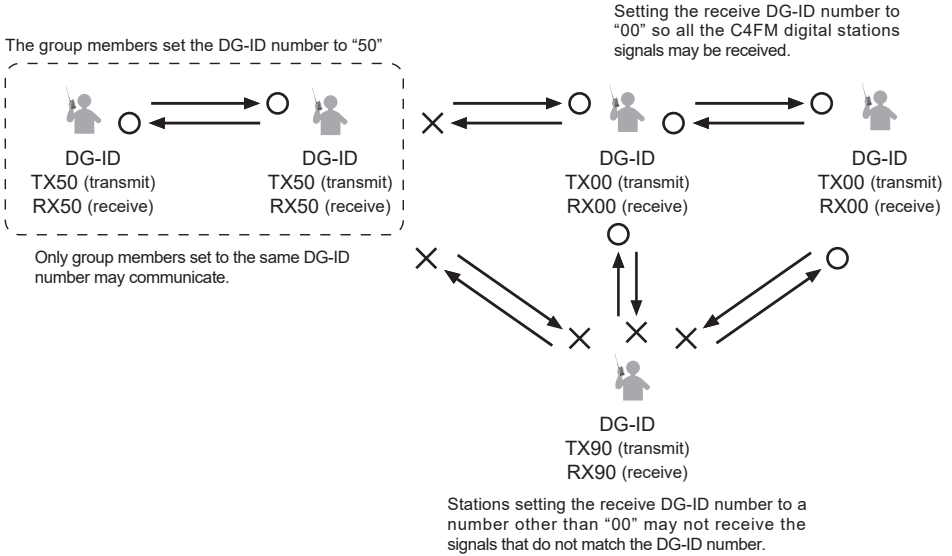 Setting the receive DG-ID number to
“00” so all the C4FM digital stations
signals may be received.
The group members set the DG-ID number to “50”
DG-ID
TX50 (transmit)
RX50 (receive)
DG-ID
TX50 (transmit)
RX50 (receive)
DG-ID
TX00 (transmit)
RX00 (receive)
DG-ID
TX00 (transmit)
RX00 (receive)
Only group members set to the same DG-ID
number may communicate.
DG-ID
TX90 (transmit)
RX90 (receive)
Stations setting the receive DG-ID number to a
number other than “00” may not receive the
signals that do not match the DG-ID number.